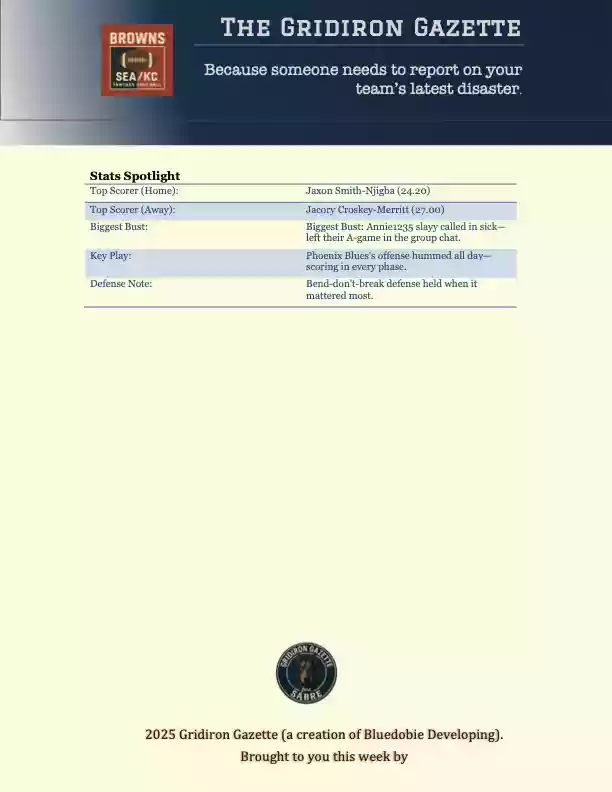 BROWNS
SEA/KC
FANTASY FOOTBALL
The Gridiron Gazette
Because someone needs to report on your
team's latest disaster.
Stats Spotlight
Top Scorer (Home): Jaxon Smith-Njigba (24.20)
Top Scorer (Away): Jacory Croskey-Merritt (27.00)
Biggest Bust: Biggest Bust: Annie1235 slayy called in sick—
left their A-game in the group chat.
Key Play: Phoenix Blues's offense hummed all day—
scoring in every phase.
Defense Note: Bend-don't-break defense held when it
mattered most.
GRIDIRON GAZETTE
SABRE
2025 Gridiron Gazette (a creation of Bluedobie Developing).
Brought to you this week by